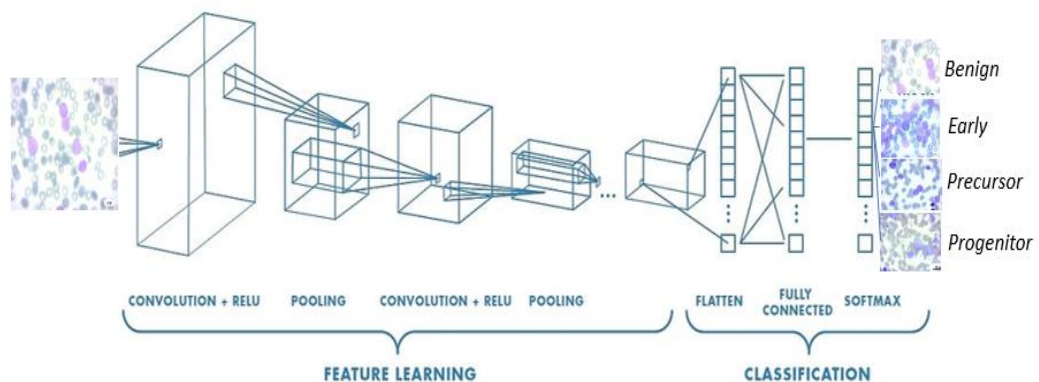 Benign
Early
Precursor
Progenitor
CONVOLUTION + RELU POOLING CONVOLUTION + RELU POOLING FLATTEN FULLY CONNECTED SOFTMAX
FEATURE LEARNING CLASSIFICATION